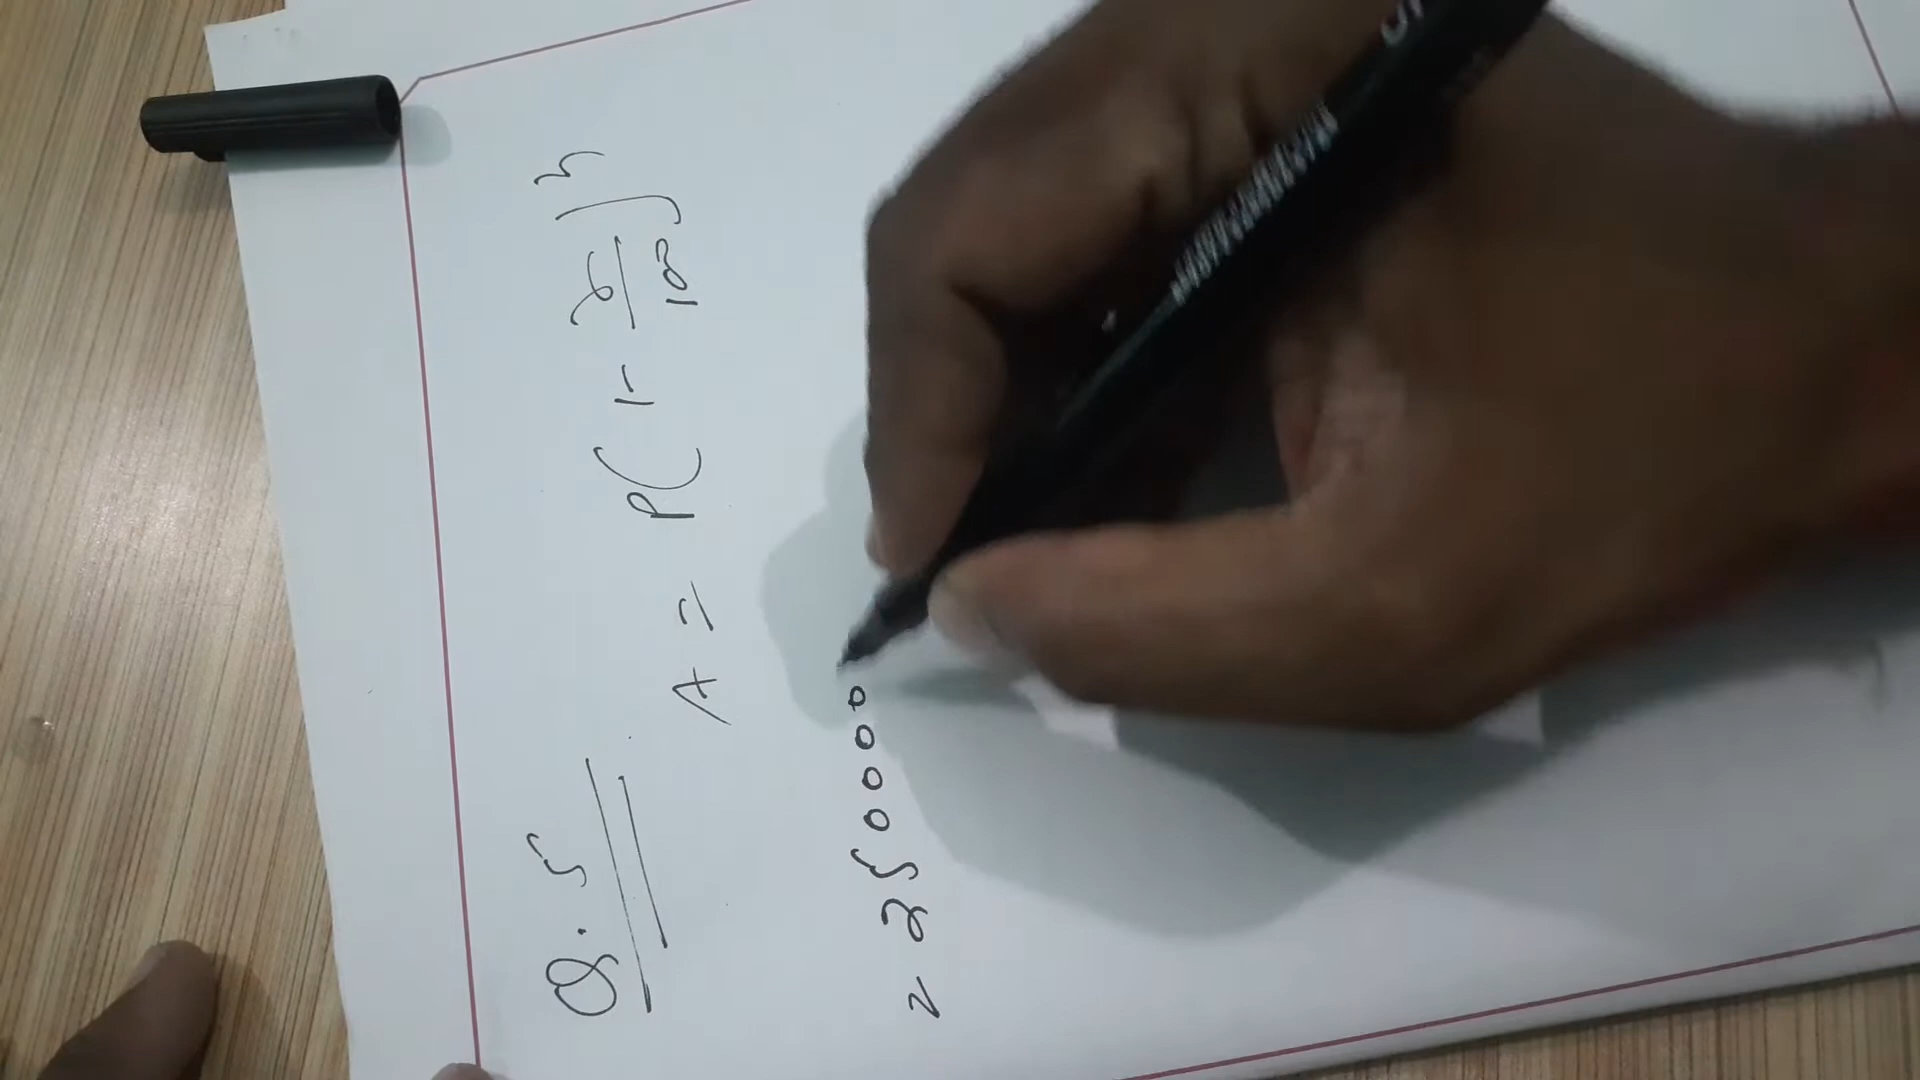 Q.5
A = P(1- r/100)^n
= 250000